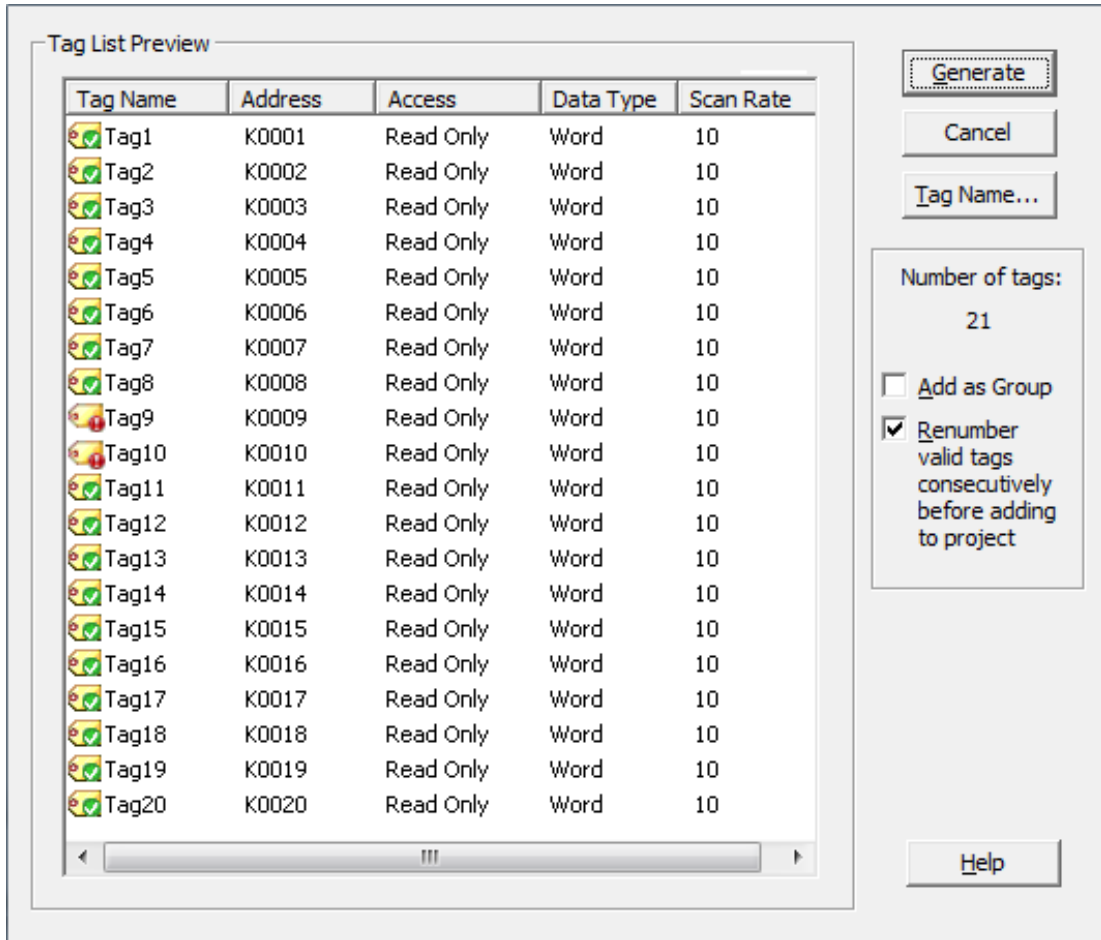 Tag List Preview
Tag Name Address Access Data Type Scan Rate
Tag1 K0001 Read Only Word 10
Tag2 K0002 Read Only Word 10
Tag3 K0003 Read Only Word 10
Tag4 K0004 Read Only Word 10
Tag5 K0005 Read Only Word 10
Tag6 K0006 Read Only Word 10
Tag7 K0007 Read Only Word 10
Tag8 K0008 Read Only Word 10
Tag9 K0009 Read Only Word 10
Tag10 K0010 Read Only Word 10
Tag11 K0011 Read Only Word 10
Tag12 K0012 Read Only Word 10
Tag13 K0013 Read Only Word 10
Tag14 K0014 Read Only Word 10
Tag15 K0015 Read Only Word 10
Tag16 K0016 Read Only Word 10
Tag17 K0017 Read Only Word 10
Tag18 K0018 Read Only Word 10
Tag19 K0019 Read Only Word 10
Tag20 K0020 Read Only Word 10
Generate
Cancel
Tag Name...
Number of tags:
21
Add as Group
Renumber
valid tags
consecutively
before adding
to project
Help